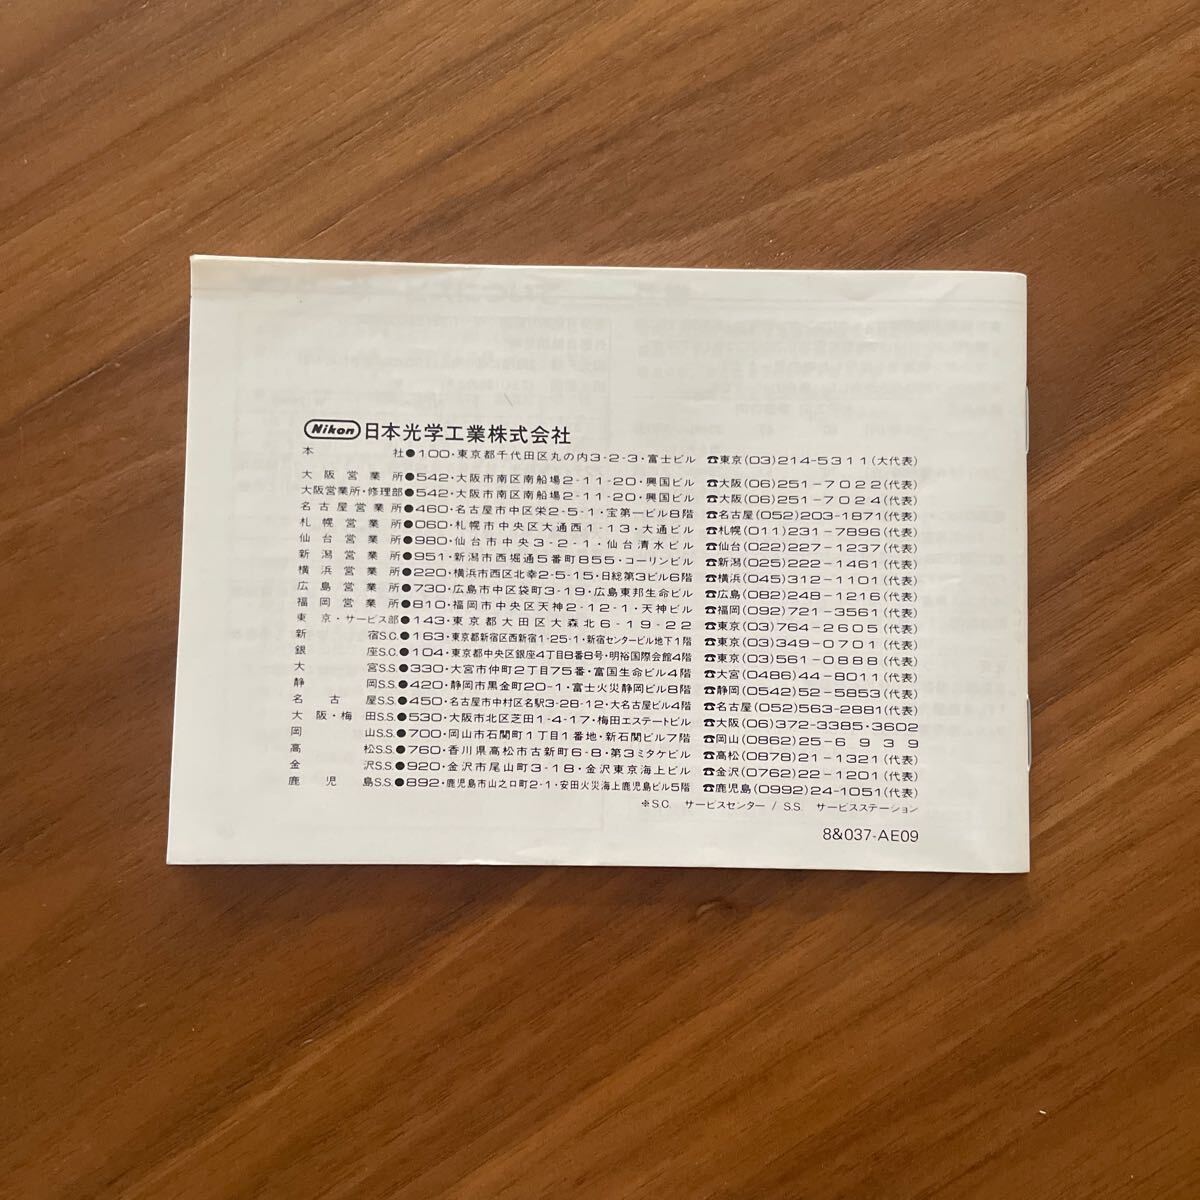 Nikon 日本光学工業株式会社
本社●100・東京都千代田区丸の内3-2-3・富士ビル ☎東京(03)214-5311(大代表)
大阪営業所●542・大阪市南区南船場2-11-20・興国ビル ☎大阪(06)251-7022(代表)
大阪営業所・修理部●542・大阪市南区南船場2-11-20・興国ビル ☎大阪(06)251-7024(代表)
名古屋営業所●460・名古屋市中区栄2-5-1・宝第一ビル8階 ☎名古屋(052)203-1871(代表)
札幌営業所●060・札幌市中央区大通西1-13・大通ビル ☎札幌(011)231-7896(代表)
仙台営業所●980・仙台市中央3-2-1・仙台清水ビル ☎仙台(022)227-1237(代表)
新潟営業所●951・新潟市西堀通5番町855・コーリンビル ☎新潟(025)222-1461(代表)
横浜営業所●220・横浜市西区北幸2-5-15・日総第3ビル6階 ☎横浜(045)312-1101(代表)
広島営業所●730・広島市中区袋町3-19・広島東邦生命ビル ☎広島(082)248-1216(代表)
福岡営業所●810・福岡市中央区天神2-12-1・天神ビル ☎福岡(092)721-3561(代表)
東京・サービス部●143・東京都大田区大森北6-19-22 ☎東京(03)764-2605(代表)
新宿S.C.●163・東京都新宿区西新宿1-25-1・新宿センタービル地下1階 ☎東京(03)349-0701(代表)
銀座S.C.●104・東京都中央区銀座4丁目8番8号・明裕国際会館4階 ☎東京(03)561-0888(代表)
大宮S.S.●330・大宮市仲町2丁目75番・富国生命ビル4階 ☎大宮(0486)44-8011(代表)
静岡S.S.●420・静岡市黒金町20-1・富士火災静岡ビル8階 ☎静岡(0542)52-5853(代表)
名古屋S.S.●450・名古屋市中村区名駅3-28-12・大名古屋ビル4階 ☎名古屋(052)563-2881(代表)
大阪・梅田S.S.●530・大阪市北区芝田1-4-17・梅田エステートビル ☎大阪(06)372-3385・3602
岡山S.S.●700・岡山市石関町1丁目1番地・新石関ビル7階 ☎岡山(0862)25-6939
高松S.S.●760・香川県高松市古新町6-8・第3ミタケビル ☎高松(0878)21-1321(代表)
金沢S.S.●920・金沢市尾山町3-18・金沢東京海上ビル ☎金沢(0762)22-1201(代表)
鹿児島S.S.●892・鹿児島市山之口町2-1・安田火災海上鹿児島ビル5階 ☎鹿児島(0992)24-1051(代表)
※S.C. サービスセンター / S.S. サービスステーション
8&037-AE09